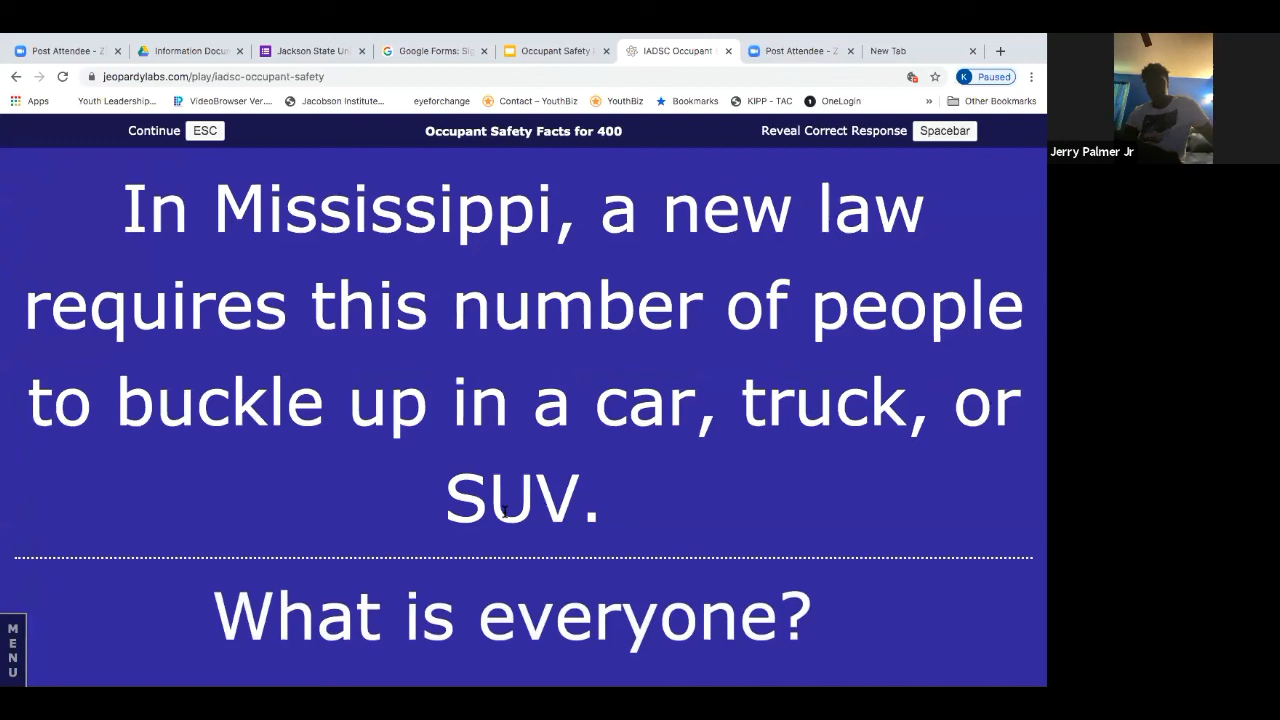 Post Attendee - Z
Information Docu
Jackson State Un
Google Forms: Sig
Occupant Safety
IADSC Occupant
Post Attendee - Z
New Tab
jeopardylabs.com/play/iadsc-occupant-safety
K Paused
Apps
Youth Leadership...
VideoBrowser Ver...
Jacobson Institute...
eyeforchange
Contact – YouthBiz
YouthBiz
Bookmarks
KIPP - TAC
OneLogin
»
Other Bookmarks
Continue ESC
Occupant Safety Facts for 400
Reveal Correct Response Spacebar
In Mississippi, a new law
requires this number of people
to buckle up in a car, truck, or
SUV.
What is everyone?
MENU
Jerry Palmer Jr